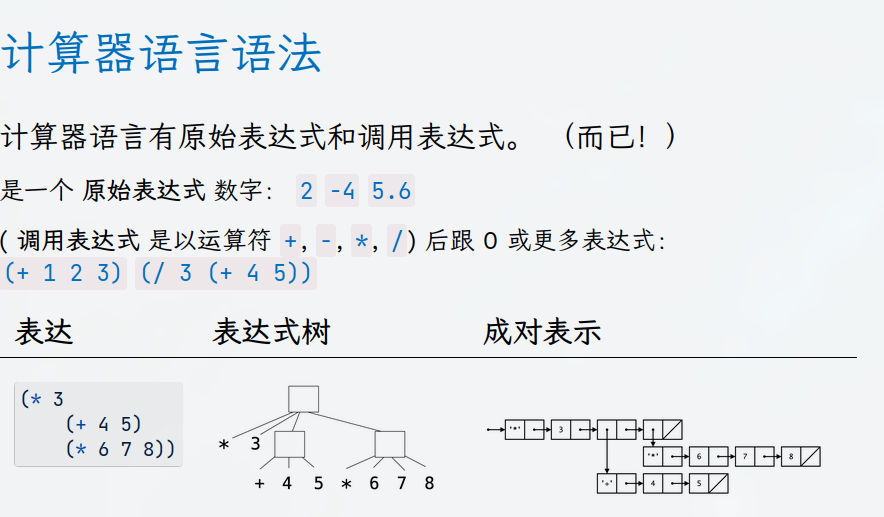 计算器语言语法
计算器语言有原始表达式和调用表达式。 （而已！）
是一个 原始表达式 数字： 2 -4 5.6
( 调用表达式 是以运算符 +, -, *, /) 后跟 0 或更多表达式：
(+ 1 2 3) (/ 3 (+ 4 5))
表达 表达式树 成对表示
(* 3
(+ 4 5)
(* 6 7 8))
* 3
+ 4 5 * 6 7 8
'*' 3
'*' 6 7 8
'+' 4 5